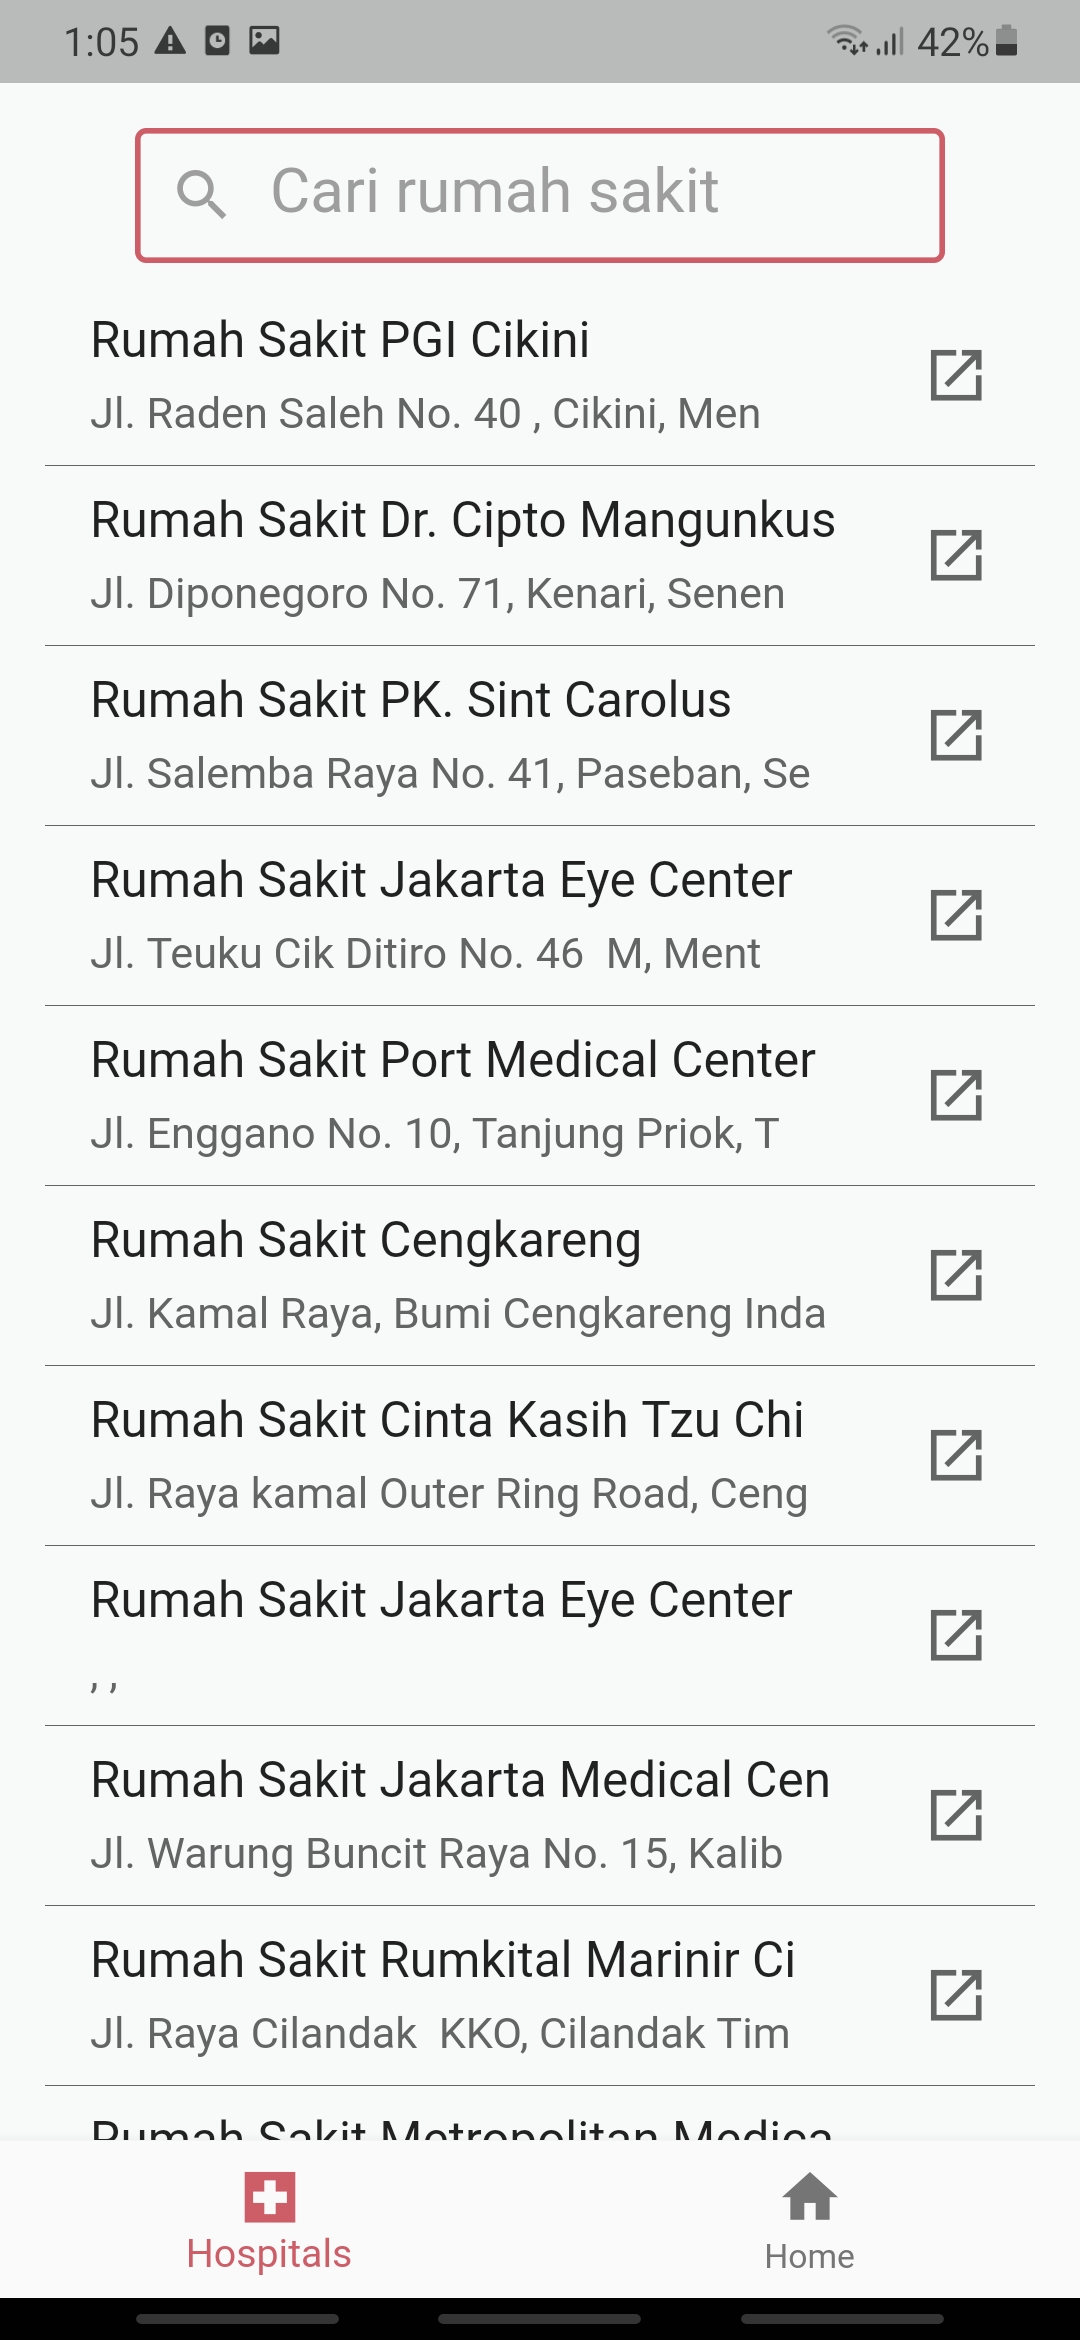 1:05
42%
Cari rumah sakit
Rumah Sakit PGI Cikini
Jl. Raden Saleh No. 40 , Cikini, Men
Rumah Sakit Dr. Cipto Mangunkus
Jl. Diponegoro No. 71, Kenari, Senen
Rumah Sakit PK. Sint Carolus
Jl. Salemba Raya No. 41, Paseban, Se
Rumah Sakit Jakarta Eye Center
Jl. Teuku Cik Ditiro No. 46  M, Ment
Rumah Sakit Port Medical Center
Jl. Enggano No. 10, Tanjung Priok, T
Rumah Sakit Cengkareng
Jl. Kamal Raya, Bumi Cengkareng Inda
Rumah Sakit Cinta Kasih Tzu Chi
Jl. Raya kamal Outer Ring Road, Ceng
Rumah Sakit Jakarta Eye Center
, ,
Rumah Sakit Jakarta Medical Cen
Jl. Warung Buncit Raya No. 15, Kalib
Rumah Sakit Rumkital Marinir Ci
Jl. Raya Cilandak  KKO, Cilandak Tim
Rumah Sakit Metropolitan Medica
Hospitals
Home